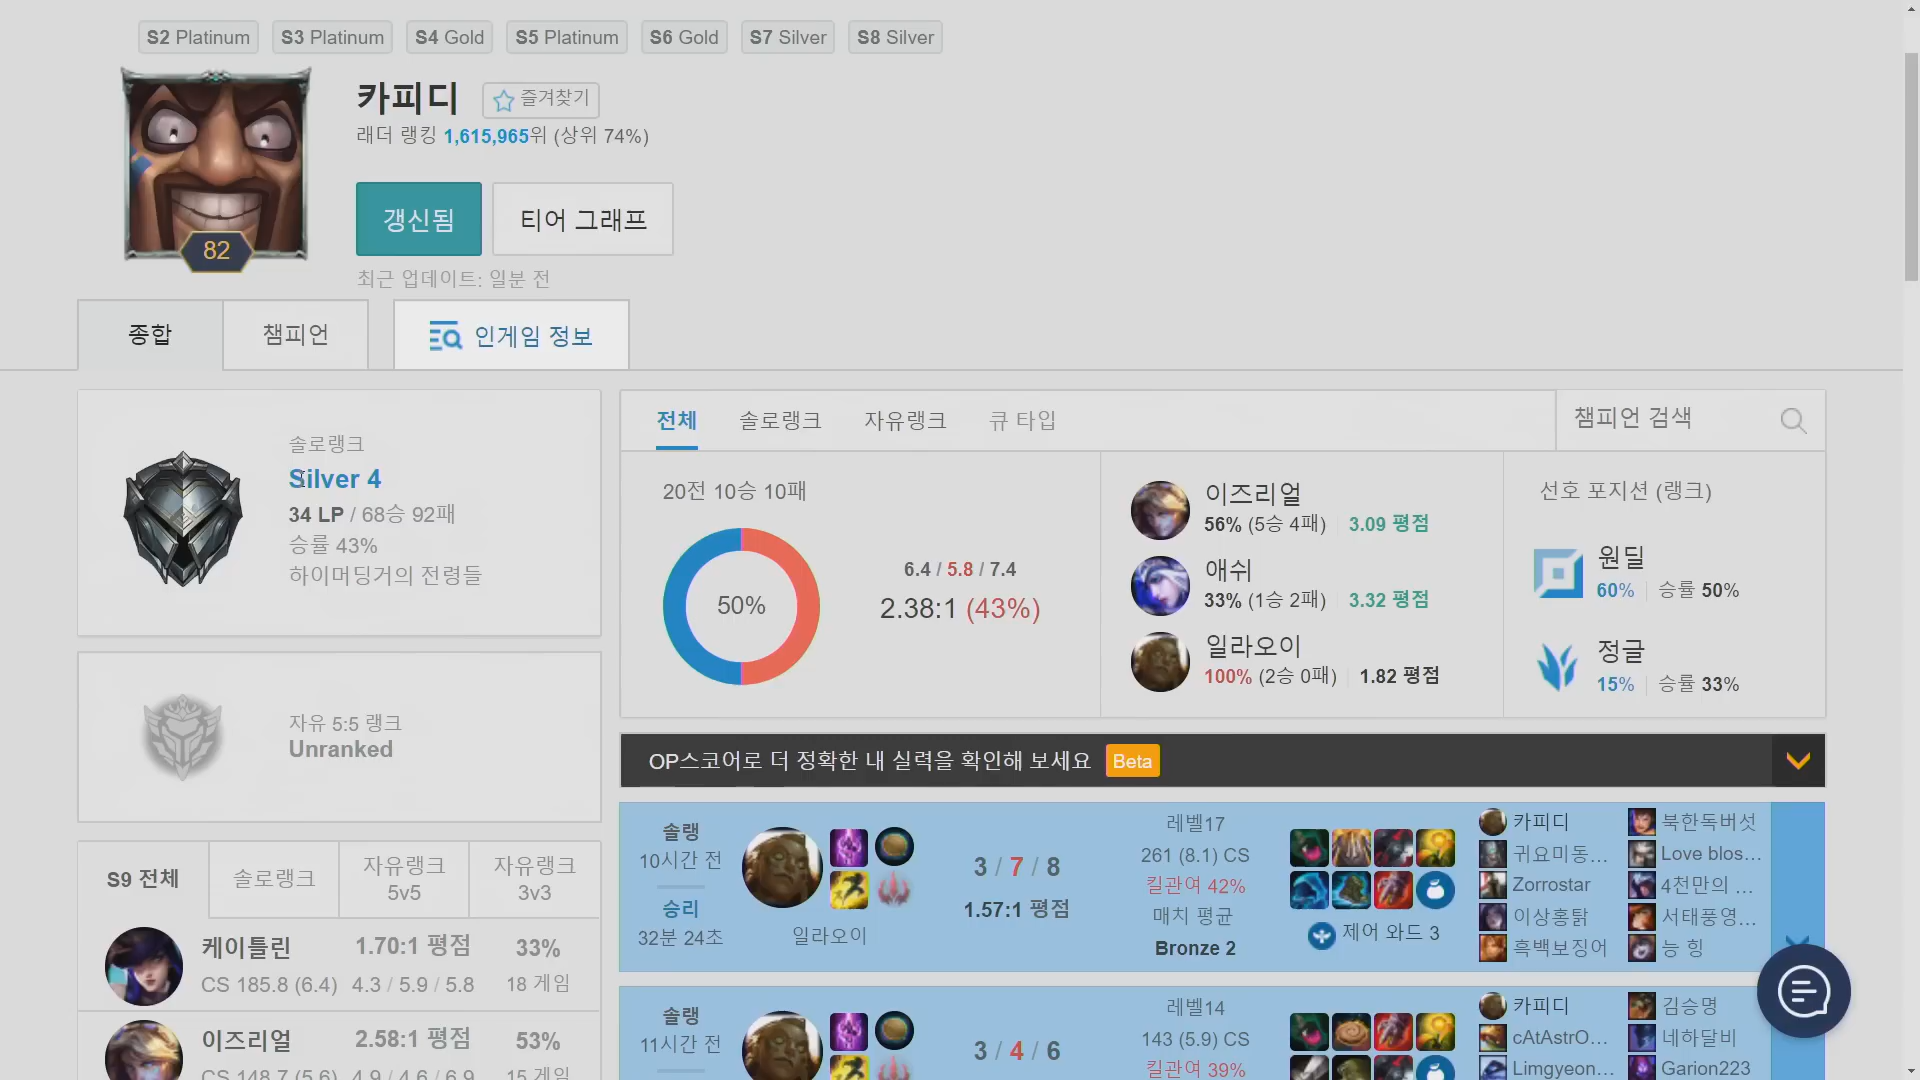 S2 Platinum S3 Platinum S4 Gold S5 Platinum S6 Gold S7 Silver S8 Silver
카피디 즐겨찾기
래더 랭킹 1,615,965위 (상위 74%)
82
갱신됨 티어 그래프
최근 업데이트: 일분 전
종합 챔피언 인게임 정보
솔로랭크
Silver 4
34 LP / 68승 92패
승률 43%
하이머딩거의 전령들
자유 5:5 랭크
Unranked
S9 전체 솔로랭크 자유랭크 5v5 자유랭크 3v3
케이틀린 1.70:1 평점 33%
CS 185.8 (6.4) 4.3 / 5.9 / 5.8 18 게임
이즈리얼 2.58:1 평점 53%
CS 148.7 (5.6) 4.9 / 4.6 / 6.9 15 게임
전체 솔로랭크 자유랭크 큐 타입 챔피언 검색
20전 10승 10패
50%
6.4 / 5.8 / 7.4
2.38:1 (43%)
이즈리얼
56% (5승 4패) 3.09 평점
애쉬
33% (1승 2패) 3.32 평점
일라오이
100% (2승 0패) 1.82 평점
선호 포지션 (랭크)
원딜
60% 승률 50%
정글
15% 승률 33%
OP스코어로 더 정확한 내 실력을 확인해 보세요 Beta
솔랭
10시간 전
승리
32분 24초
일라오이
3 / 7 / 8
1.57:1 평점
레벨17
261 (8.1) CS
킬관여 42%
매치 평균
Bronze 2
제어 와드 3
카피디 북한독버섯
귀요미동... Love blos...
Zorrostar 4천만의 ...
이상홍탉 서태풍영...
흑백보징어 능 힝
솔랭
11시간 전
3 / 4 / 6
레벨14
143 (5.9) CS
킬관여 39%
카피디 김승명
cAtAstrO... 네하달비
Limgyeon... Garion223